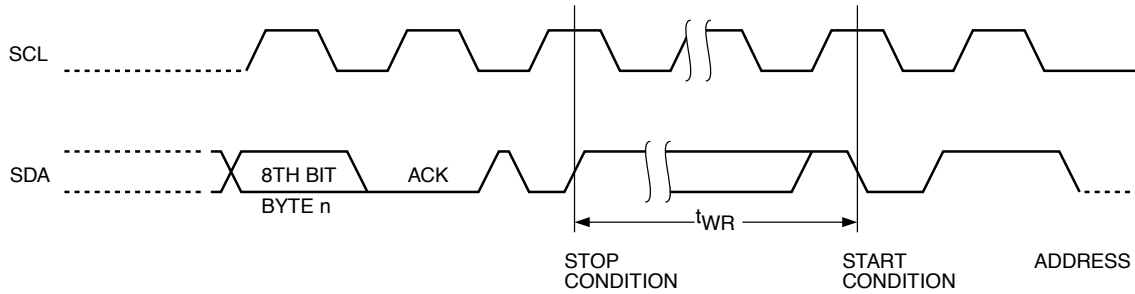 SCL
SDA
8TH BIT
ACK
BYTE n
tWR
STOP
CONDITION
START
CONDITION
ADDRESS